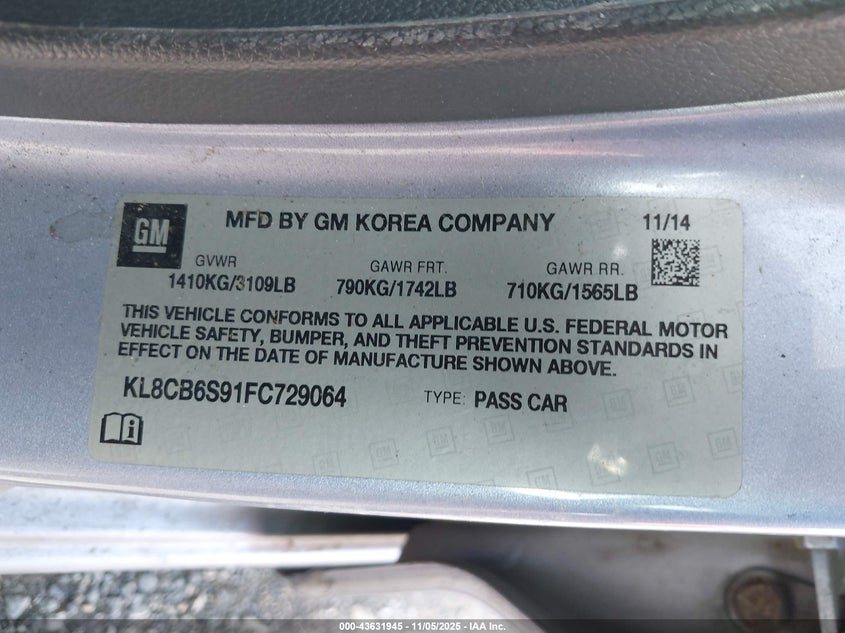 GM
MFD BY GM KOREA COMPANY
11/14
GVWR
GAWR FRT.
GAWR RR.
1410KG/3109LB
790KG/1742LB
710KG/1565LB
THIS VEHICLE CONFORMS TO ALL APPLICABLE U.S. FEDERAL MOTOR
VEHICLE SAFETY, BUMPER, AND THEFT PREVENTION STANDARDS IN
EFFECT ON THE DATE OF MANUFACTURE SHOWN ABOVE.
KL8CB6S91FC729064
TYPE: PASS CAR
000-43631945 - 11/05/2025 - IAA Inc.